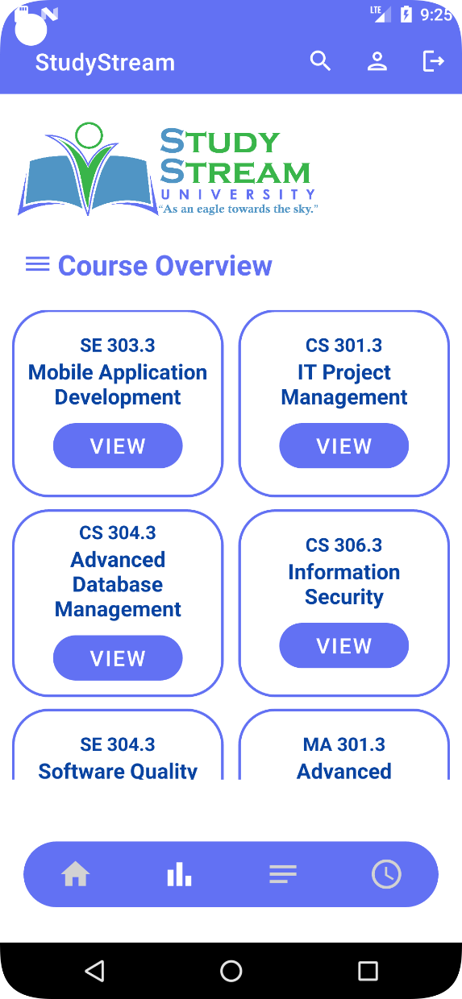 LTE 9:25
StudyStream
STUDY
STREAM
UNIVERSITY
“As an eagle towards the sky.”
Course Overview
SE 303.3
Mobile Application
Development
VIEW
CS 301.3
IT Project
Management
VIEW
CS 304.3
Advanced
Database
Management
VIEW
CS 306.3
Information
Security
VIEW
SE 304.3
Software Quality
MA 301.3
Advanced